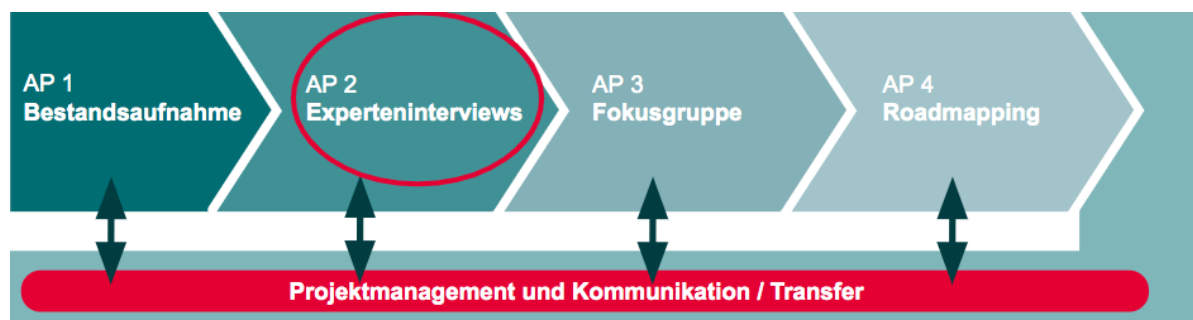 AP 1
Bestandsaufnahme
AP 2
Experteninterviews
AP 3
Fokusgruppe
AP 4
Roadmapping
Projektmanagement und Kommunikation / Transfer